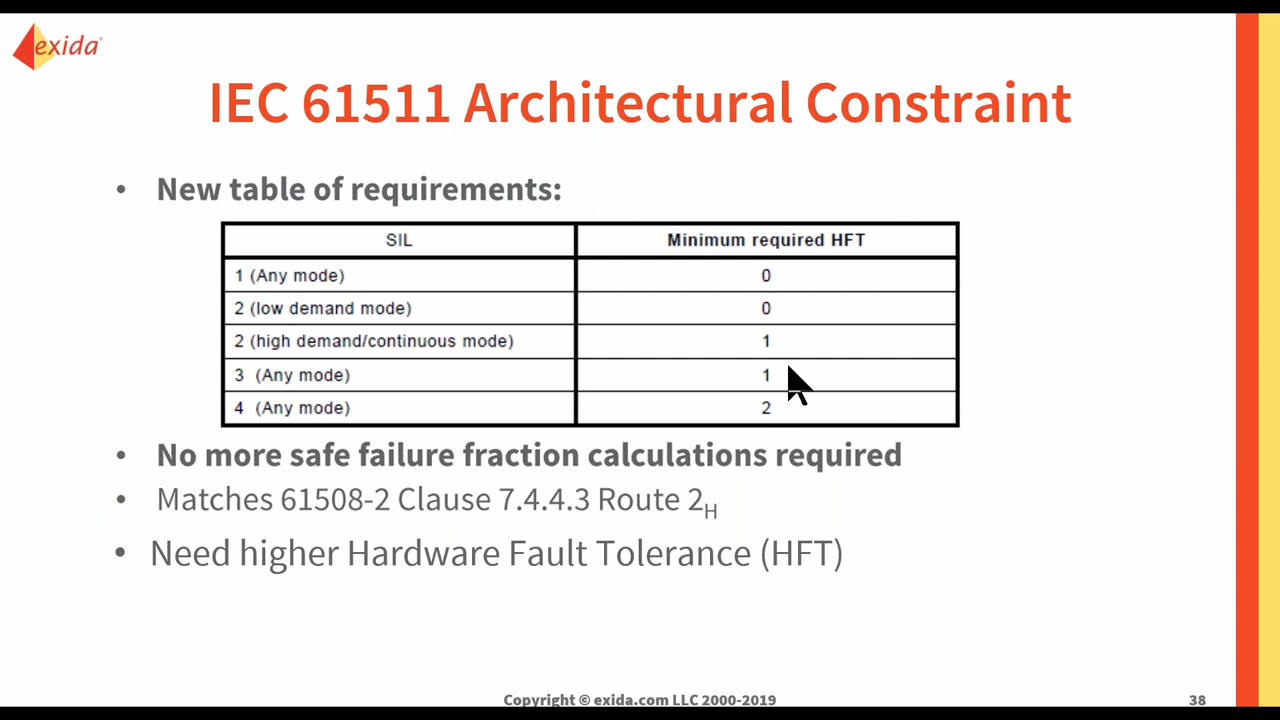 exida
IEC 61511 Architectural Constraint
• New table of requirements:
SIL Minimum required HFT
1 (Any mode) 0
2 (low demand mode) 0
2 (high demand/continuous mode) 1
3 (Any mode) 1
4 (Any mode) 2
• No more safe failure fraction calculations required
• Matches 61508-2 Clause 7.4.4.3 Route 2H
• Need higher Hardware Fault Tolerance (HFT)
Copyright © exida.com LLC 2000-2019 38